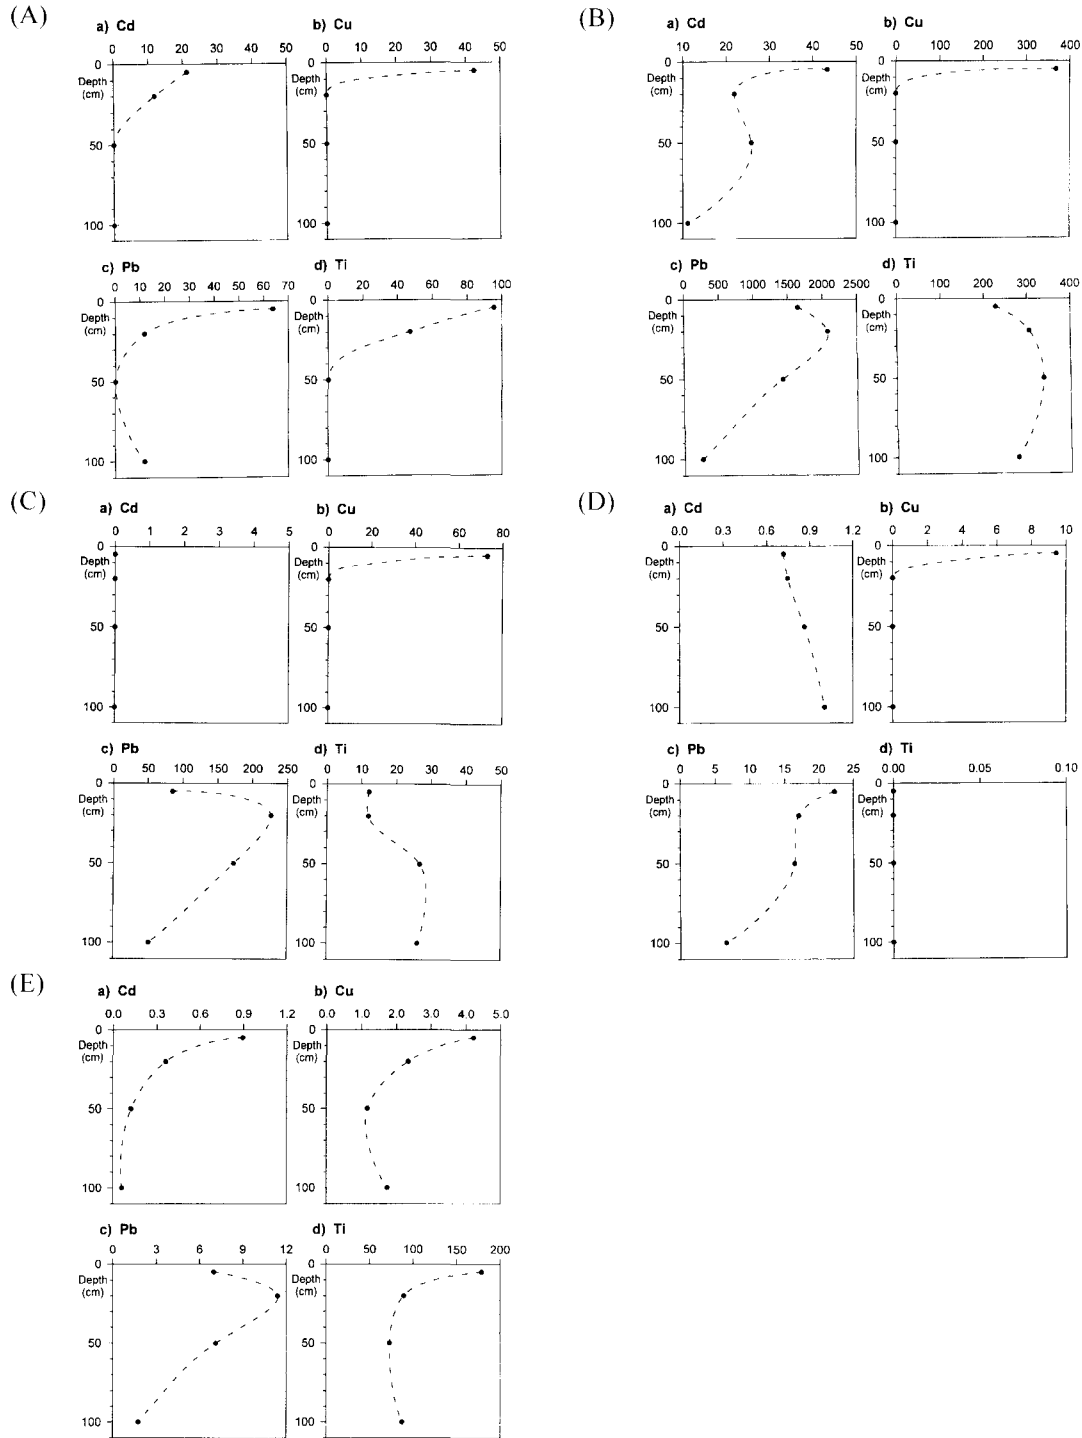 (A)
a) Cd
0 10 20 30 40 50
0
Depth
(cm)
50
100
b) Cu
0 10 20 30 40 50
0
Depth
(cm)
50
100
c) Pb
0 10 20 30 40 50 60 70
0
Depth
(cm)
50
100
d) Ti
0 20 40 60 80 100
0
Depth
(cm)
50
100
(B)
a) Cd
10 20 30 40 50
0
Depth
(cm)
50
100
b) Cu
0 100 200 300 400
0
Depth
(cm)
50
100
c) Pb
0 500 1000 1500 2000 2500
0
Depth
(cm)
50
100
d) Ti
0 100 200 300 400
0
Depth
(cm)
50
100
(C)
a) Cd
0 1 2 3 4 5
0
Depth
(cm)
50
100
b) Cu
0 20 40 60 80
0
Depth
(cm)
50
100
c) Pb
0 50 100 150 200 250
0
Depth
(cm)
50
100
d) Ti
0 10 20 30 40 50
0
Depth
(cm)
50
100
(D)
a) Cd
0.0 0.3 0.6 0.9 1.2
0
Depth
(cm)
50
100
b) Cu
0 2 4 6 8 10
0
Depth
(cm)
50
100
c) Pb
0 5 10 15 20 25
0
Depth
(cm)
50
100
d) Ti
0.00 0.05 0.10
0
Depth
(cm)
50
100
(E)
a) Cd
0.0 0.3 0.6 0.9 1.2
0
Depth
(cm)
50
100
b) Cu
0.0 1.0 2.0 3.0 4.0 5.0
0
Depth
(cm)
50
100
c) Pb
0 3 6 9 12
0
Depth
(cm)
50
100
d) Ti
0 50 100 150 200
0
Depth
(cm)
50
100